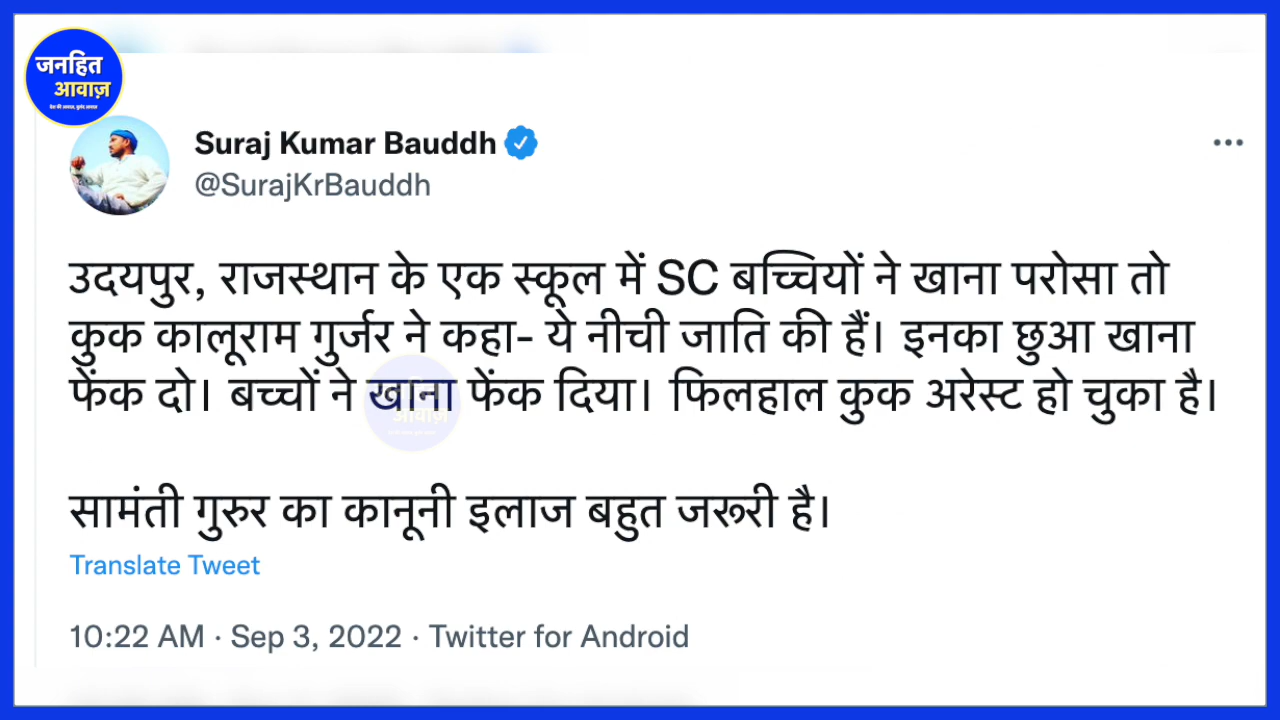 जनहित
आवाज़
Suraj Kumar Bauddh
@SurajKrBauddh
उदयपुर, राजस्थान के एक स्कूल में SC बच्चियों ने खाना परोसा तो
कुक कालूराम गुर्जर ने कहा- ये नीची जाति की हैं। इनका छुआ खाना
फेंक दो। बच्चों ने खाना फेंक दिया। फिलहाल कुक अरेस्ट हो चुका है।
सामंती गुरुर का कानूनी इलाज बहुत जरूरी है।
Translate Tweet
10:22 AM · Sep 3, 2022 · Twitter for Android